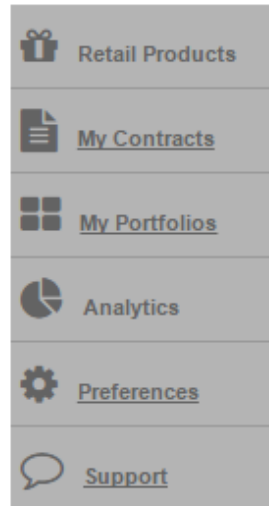 Retail Products
My Contracts
My Portfolios
Analytics
Preferences
Support